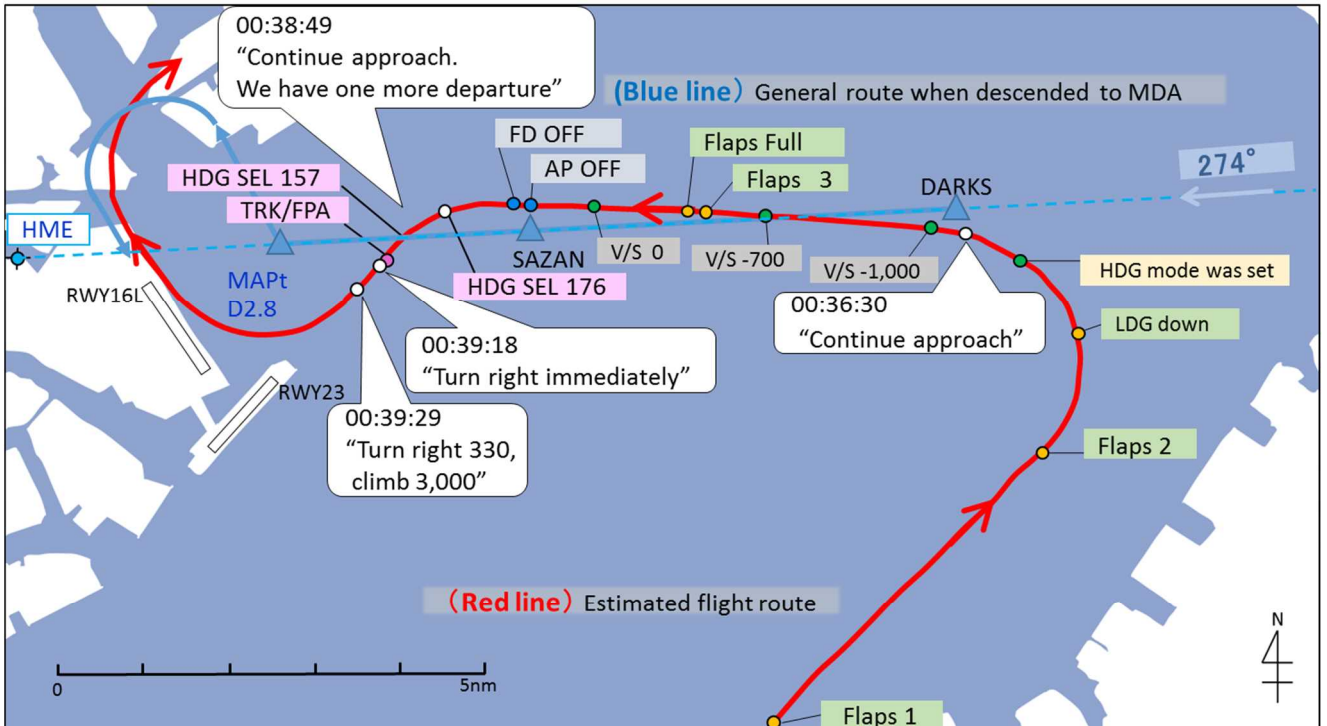 00:38:49
“Continue approach.
We have one more departure”
(Blue line）General route when descended to MDA
FD OFF
AP OFF
Flaps Full
Flaps 3
DARKS
274°
HDG SEL 157
TRK/FPA
HME
MAPt
D2.8
RWY16L
SAZAN
HDG SEL 176
V/S 0
V/S -700
V/S -1,000
HDG mode was set
00:36:30
“Continue approach”
LDG down
00:39:18
“Turn right immediately”
RWY23
00:39:29
“Turn right 330,
climb 3,000”
Flaps 2
（Red line）Estimated flight route
N
0
5nm
Flaps 1